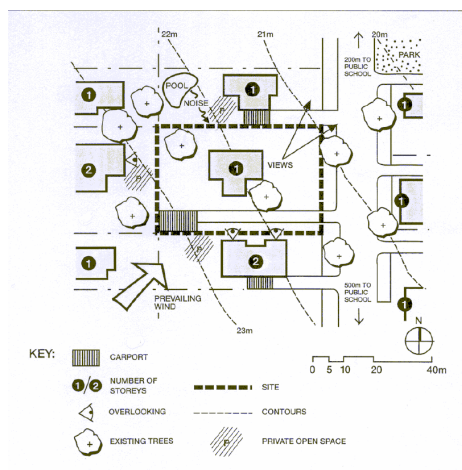 22m
21m
20m
200m TO
PUBLIC
SCHOOL
PARK
POOL
NOISE
P
1
1
1
2
P
1
VIEWS
1
1
P
2
500m TO
PUBLIC
SCHOOL
1
PREVAILING
WIND
23m
N
KEY:
CARPORT
1/2 NUMBER OF
STOREYS
SITE
0 5 10 20 40m
OVERLOOKING
CONTOURS
EXISTING TREES
P PRIVATE OPEN SPACE